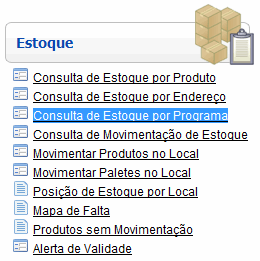 Estoque
Consulta de Estoque por Produto
Consulta de Estoque por Endereço
Consulta de Estoque por Programa
Consulta de Movimentação de Estoque
Movimentar Produtos no Local
Movimentar Paletes no Local
Posição de Estoque por Local
Mapa de Falta
Produtos sem Movimentação
Alerta de Validade